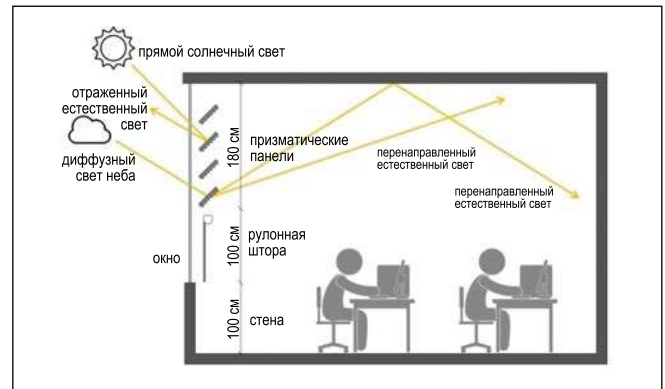 прямой солнечный свет
отраженный
естественный
свет
диффузный
свет неба
180 см
призматические
панели
перенаправленный
естественный свет
перенаправленный
естественный свет
100 см
рулонная
штора
окно
100 см
стена